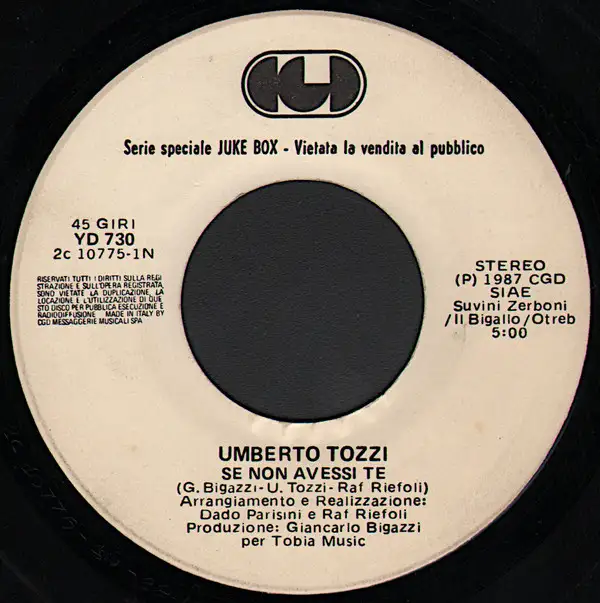 CGD
Serie speciale JUKE BOX - Vietata la vendita al pubblico
45 GIRI
YD 730
2c 10775-1N
RISERVATI TUTTI I DIRITTI SULLA REGI
STRAZIONE E SULL'OPERA REGISTRATA,
SONO VIETATE LA DUPLICAZIONE, LA
LOCAZIONE E L'UTILIZZAZIONE DI QUE
STO DISCO PER PUBBLICA ESECUZIONE E
RADIODIFFUSIONE MADE IN ITALY BY
CGD MESSAGGERIE MUSICALI SPA
STEREO
(P) 1987 CGD
SIAE
Suvini Zerboni
/Il Bigallo/Otreb
5:00
UMBERTO TOZZI
SE NON AVESSI TE
(G. Bigazzi-U. Tozzi-Raf Riefoli)
Arrangiamento e Realizzazione:
Dado Parisini e Raf Riefoli
Produzione: Giancarlo Bigazzi
per Tobia Music